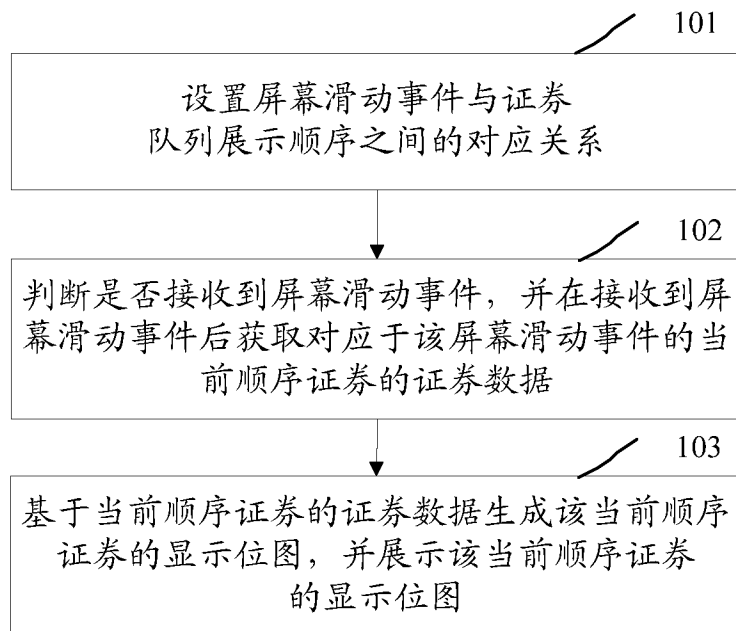 101
设置屏幕滑动事件与证券
队列展示顺序之间的对应关系
102
判断是否接收到屏幕滑动事件，并在接收到屏
幕滑动事件后获取对应于该屏幕滑动事件的当
前顺序证券的证券数据
103
基于当前顺序证券的证券数据生成该当前顺序
证券的显示位图，并展示该当前顺序证券
的显示位图